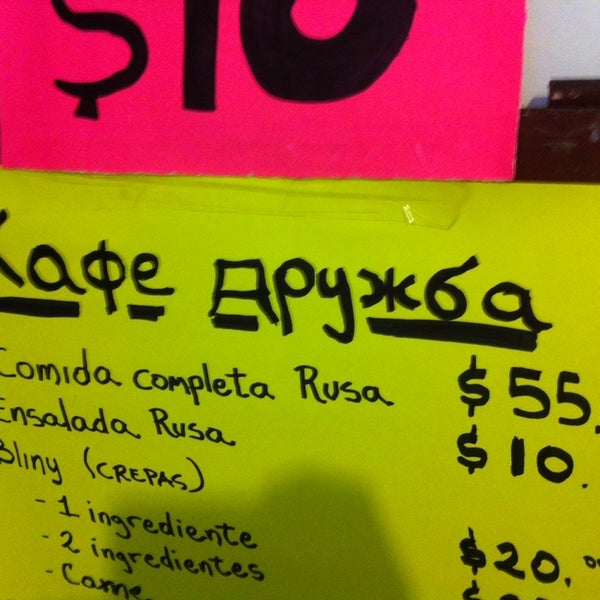 $10
Кафе Дружба
Comida completa Rusa $55.
Ensalada Rusa $10.
Bliny (CREPAS)
- 1 ingrediente $20.
- 2 ingredientes
- Carne